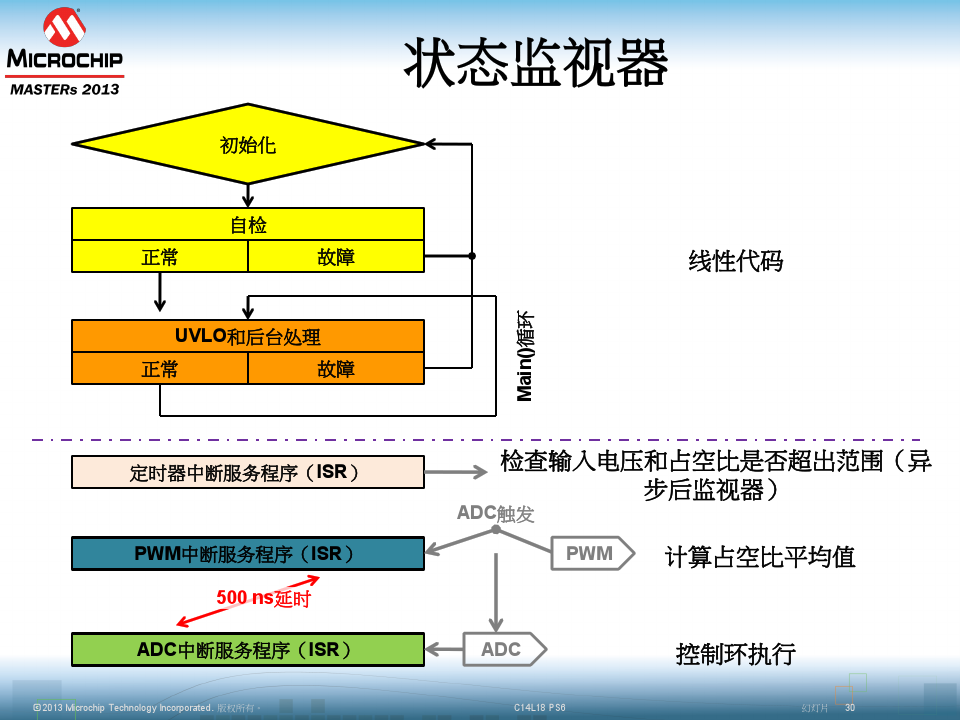 MICROCHIP
MASTERs 2013
状态监视器
初始化
自检
正常
故障
线性代码
UVLO和后台处理
正常
故障
Main()循环
定时器中断服务程序（ISR）
检查输入电压和占空比是否超出范围（异
步后监视器）
ADC触发
PWM中断服务程序（ISR）
PWM
计算占空比平均值
500 ns延时
ADC中断服务程序（ISR）
ADC
控制环执行
©2013 Microchip Technology Incorporated. 版权所有。
C14L18 PS6
幻灯片 30